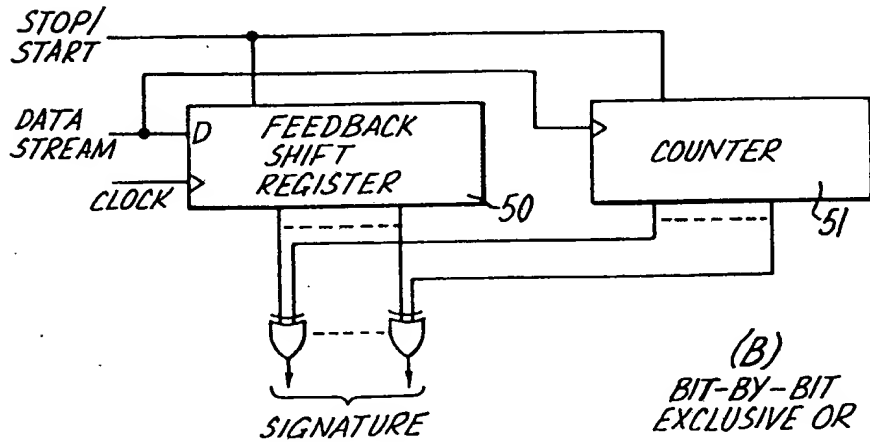 STOP/
START
DATA
STREAM
D
FEEDBACK
SHIFT
REGISTER
CLOCK
50
COUNTER
51
SIGNATURE
(B)
BIT-BY-BIT
EXCLUSIVE OR